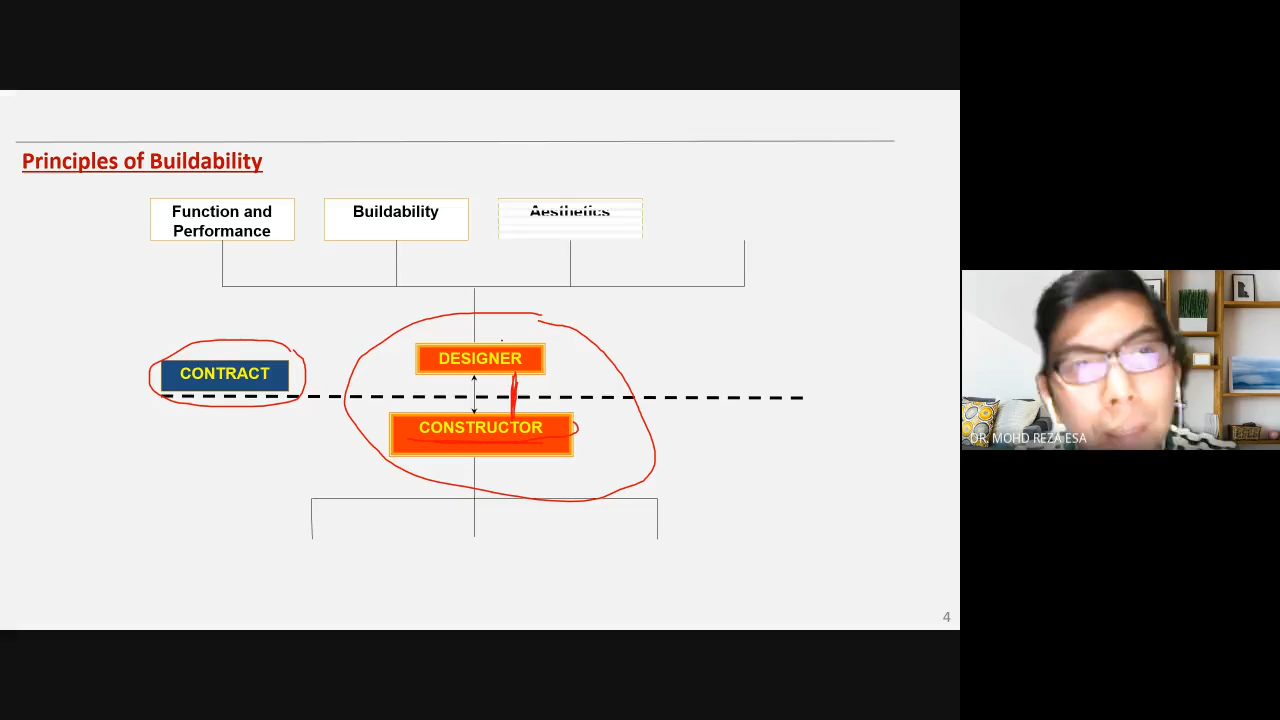 Principles of Buildability
Function and
Performance
Buildability
Aesthetics
CONTRACT
DESIGNER
CONSTRUCTOR
4
DR. MOHD REZA ESA